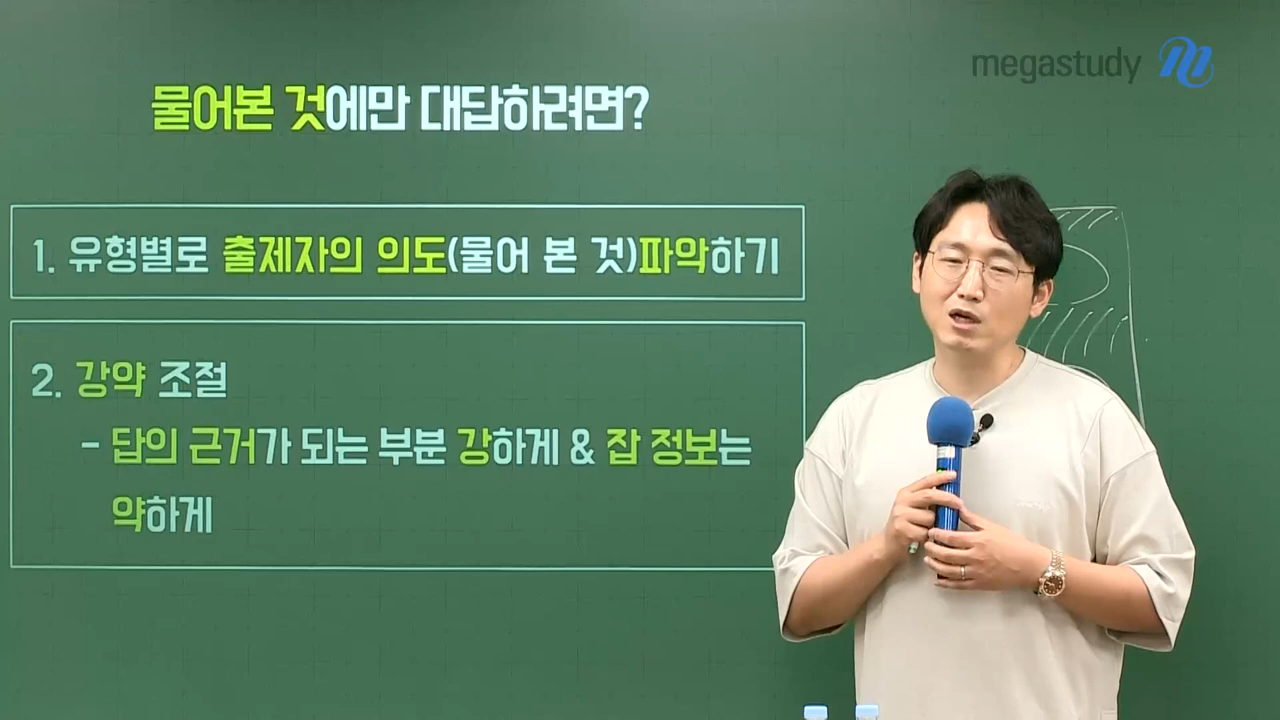 megastudy
물어본 것에만 대답하려면?
1. 유형별로 출제자의 의도(물어 본 것)파악하기
2. 강약 조절
- 답의 근거가 되는 부분 강하게 & 잡 정보는
약하게